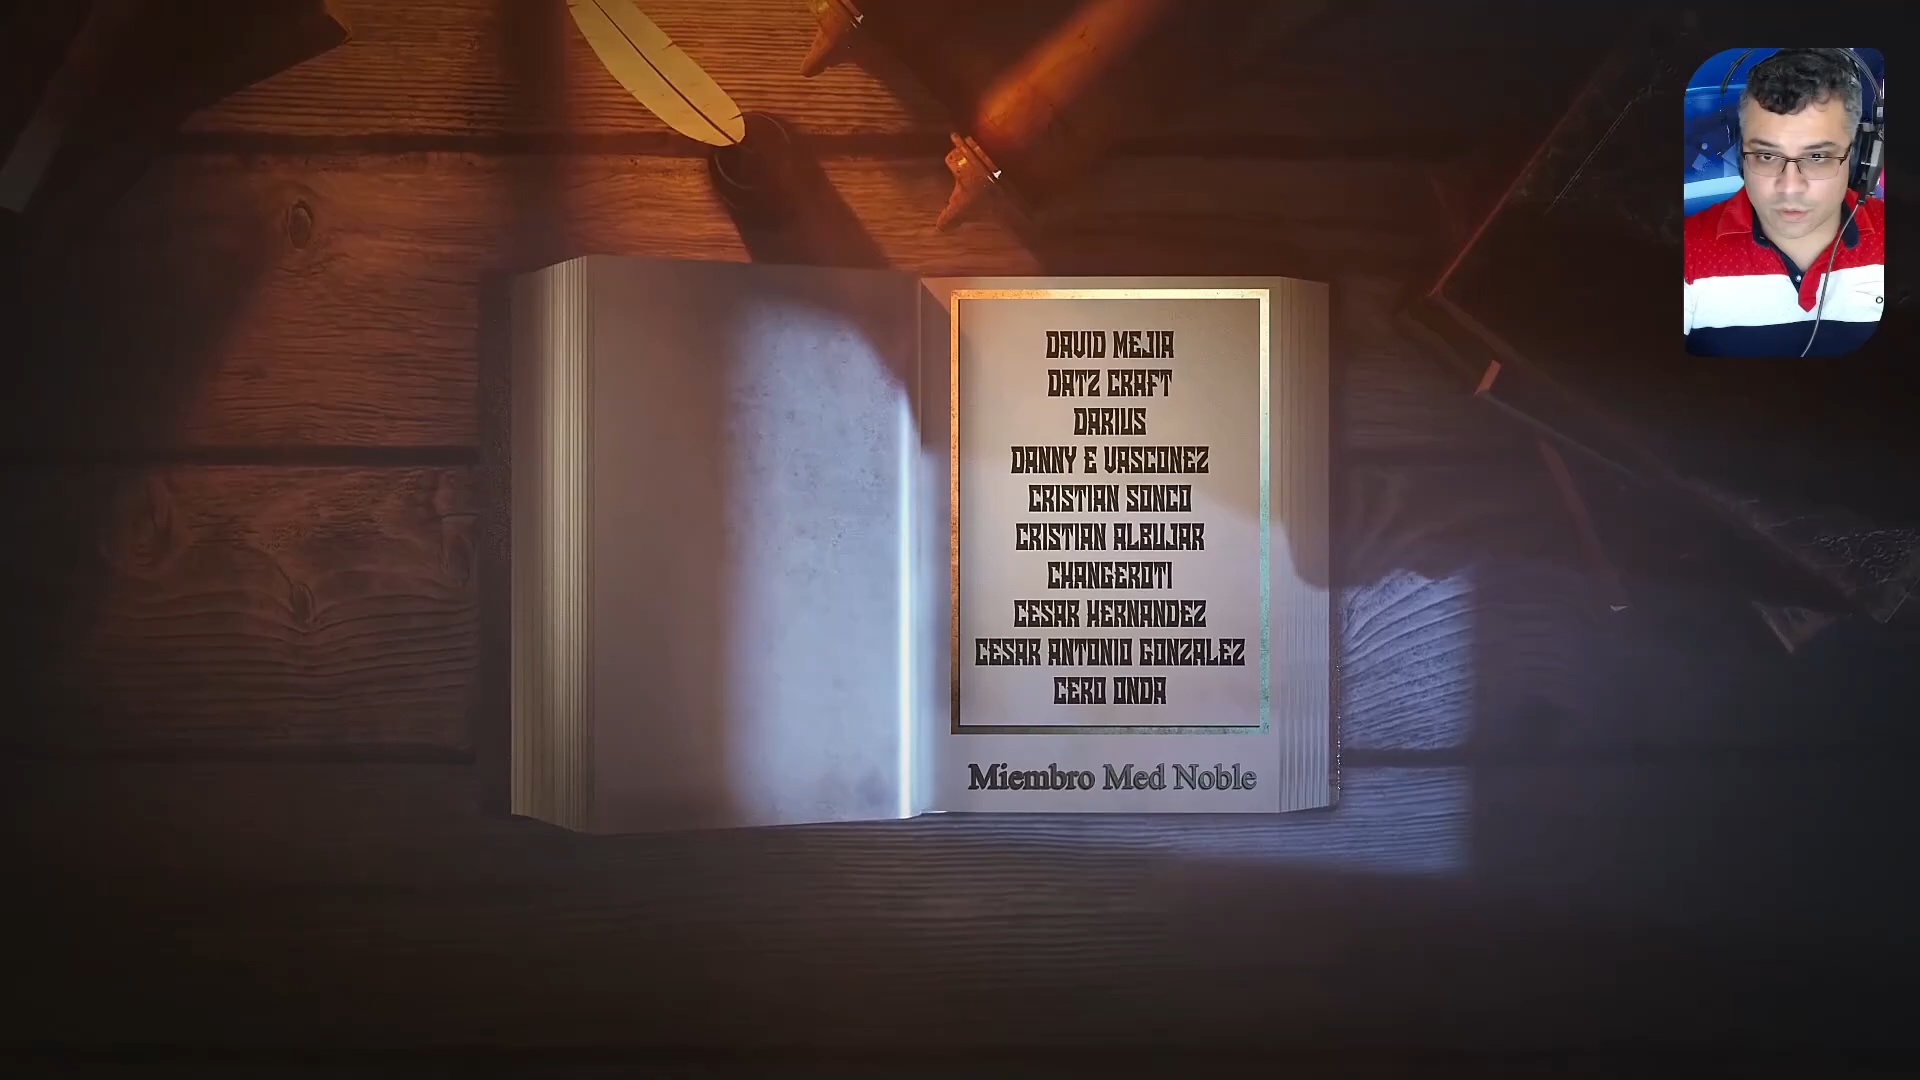 DAVID MEJIA
DATZ CRAFT
DARIUS
DANNY E VASCONEZ
CRISTIAN SONCO
CRISTIAN ALBUJAR
CHANGEROTI
CESAR HERNANDEZ
CESAR ANTONIO GONZALEZ
CERO ONDA
Miembro Med Noble